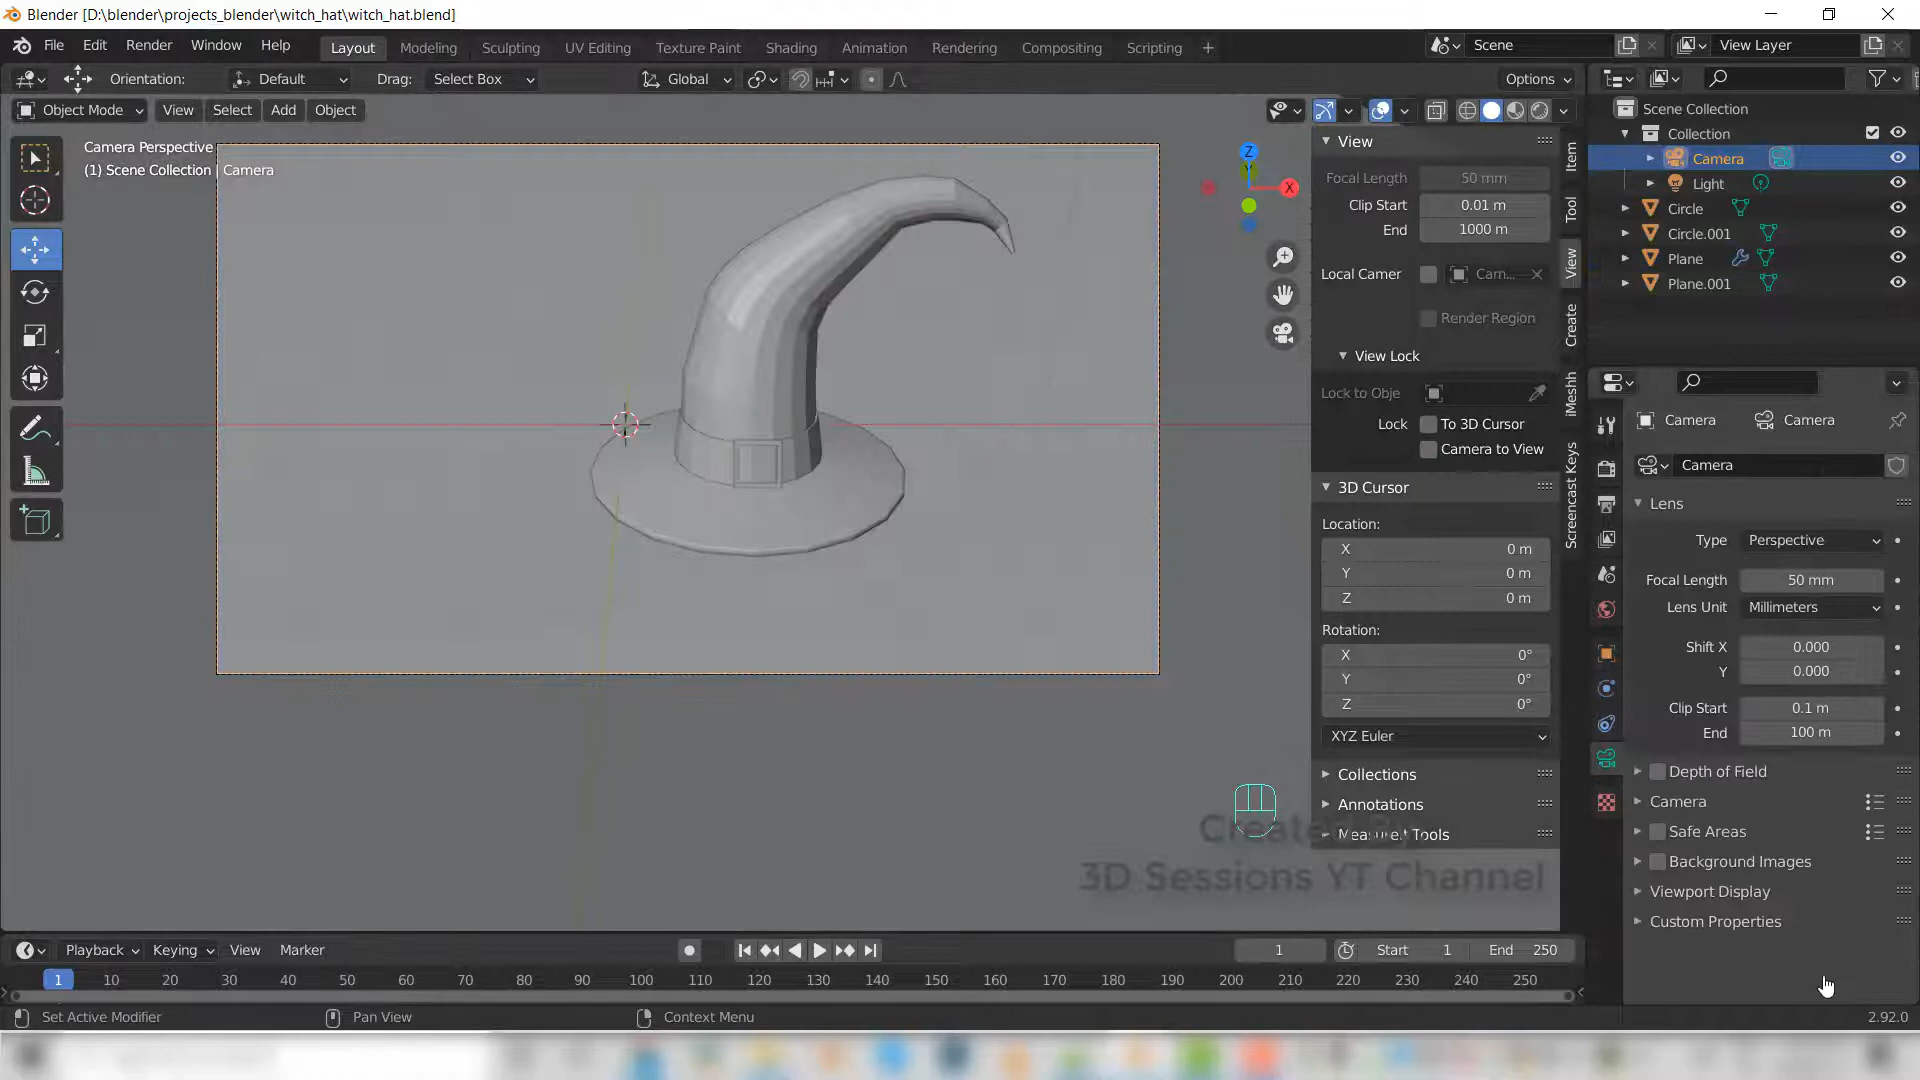 Blender [D:\blender\projects_blender\witch_hat\witch_hat.blend]
File Edit Render Window Help
Layout Modeling Sculpting UV Editing Texture Paint Shading Animation Rendering Compositing Scripting +
Scene
View Layer
Orientation: Default Drag: Select Box
Global
Options
Object Mode View Select Add Object
Camera Perspective
(1) Scene Collection | Camera
Z
X
View
Focal Length 50 mm
Clip Start 0.01 m
End 1000 m
Local Camer Cam...
Render Region
View Lock
Lock to Obje
Lock To 3D Cursor
Camera to View
3D Cursor
Location:
X 0 m
Y 0 m
Z 0 m
Rotation:
X 0°
Y 0°
Z 0°
XYZ Euler
Collections
Annotations
Measure t Tools
Item
Tool
View
Create
iMeshh
Screencast Keys
Created By
3D Sessions YT Channel
Scene Collection
Collection
Camera
Light
Circle
Circle.001
Plane
Plane.001
Camera Camera
Camera
Lens
Type Perspective
Focal Length 50 mm
Lens Unit Millimeters
Shift X 0.000
Y 0.000
Clip Start 0.1 m
End 100 m
Depth of Field
Camera
Safe Areas
Background Images
Viewport Display
Custom Properties
Playback Keying View Marker
1 Start 1 End 250
1 10 20 30 40 50 60 70 80 90 100 110 120 130 140 150 160 170 180 190 200 210 220 230 240 250
Set Active Modifier Pan View Context Menu 2.92.0